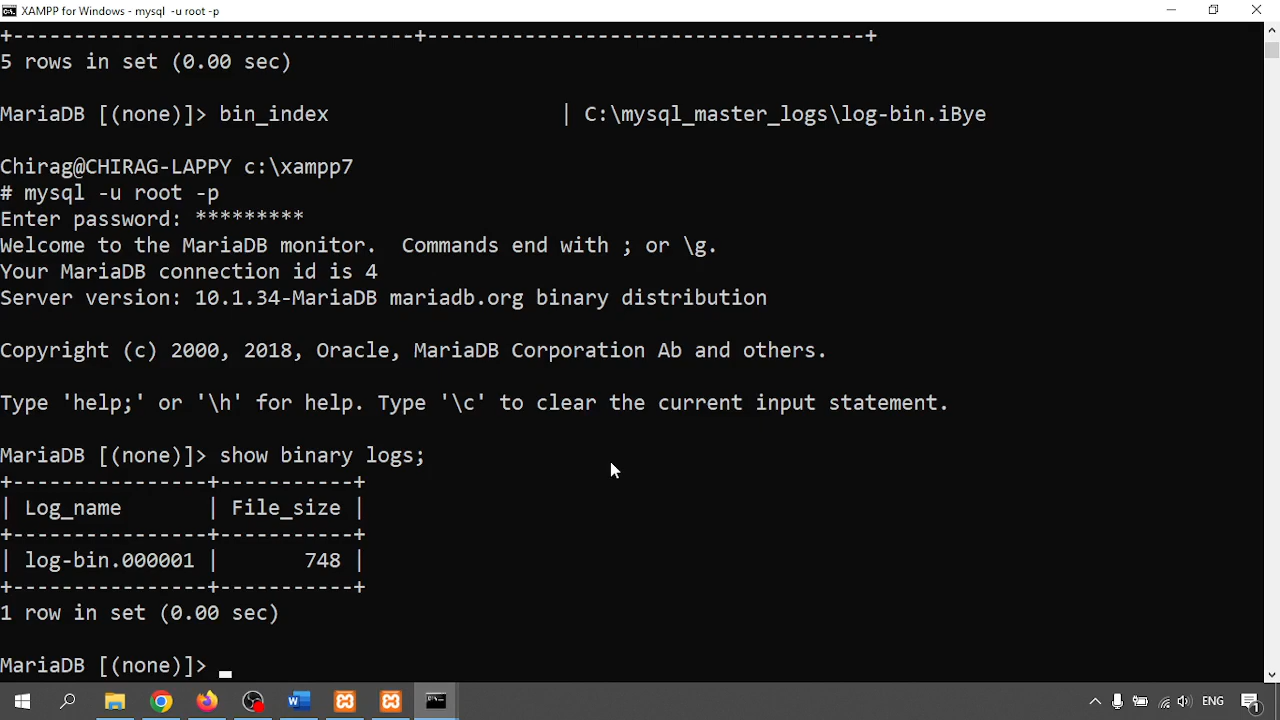 XAMPP for Windows - mysql -u root -p
+---------------------------------+------------------------------------+
5 rows in set (0.00 sec)
MariaDB [(none)]> bin_index                   | C:\mysql_master_logs\log-bin.iBye
Chirag@CHIRAG-LAPPY c:\xampp7
# mysql -u root -p
Enter password: *********
Welcome to the MariaDB monitor.  Commands end with ; or \g.
Your MariaDB connection id is 4
Server version: 10.1.34-MariaDB mariadb.org binary distribution
Copyright (c) 2000, 2018, Oracle, MariaDB Corporation Ab and others.
Type 'help;' or '\h' for help. Type '\c' to clear the current input statement.
MariaDB [(none)]> show binary logs;
+----------------+-----------+
| Log_name       | File_size |
+----------------+-----------+
| log-bin.000001 |       748 |
+----------------+-----------+
1 row in set (0.00 sec)
MariaDB [(none)]>
ENG
1